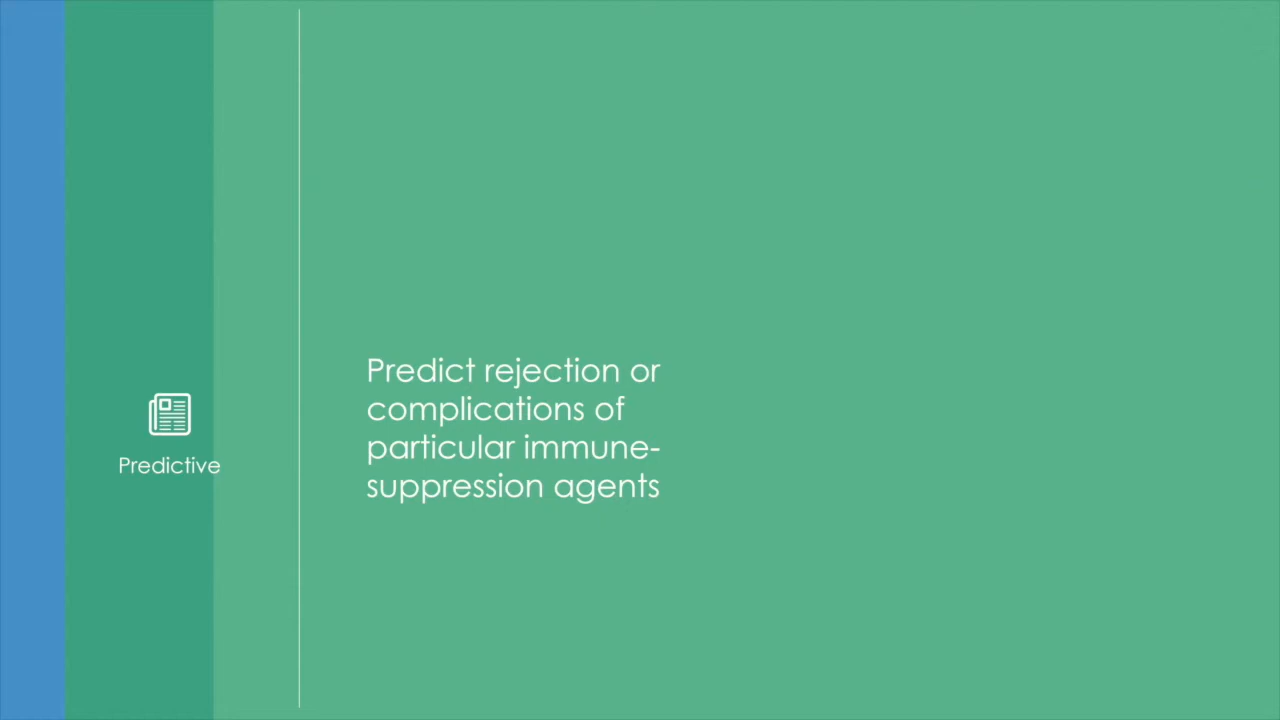 Predictive
Predict rejection or
complications of
particular immune-
suppression agents